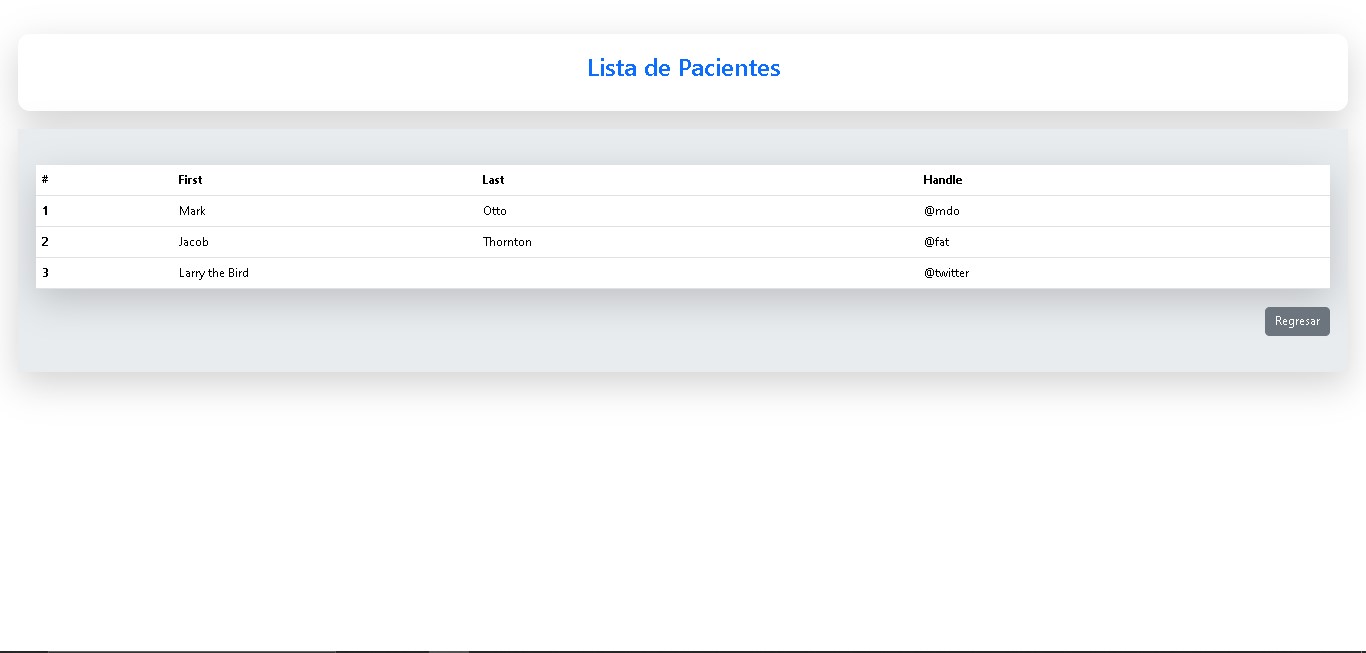 Lista de Pacientes
# First Last Handle
1 Mark Otto @mdo
2 Jacob Thornton @fat
3 Larry the Bird @twitter
Regresar